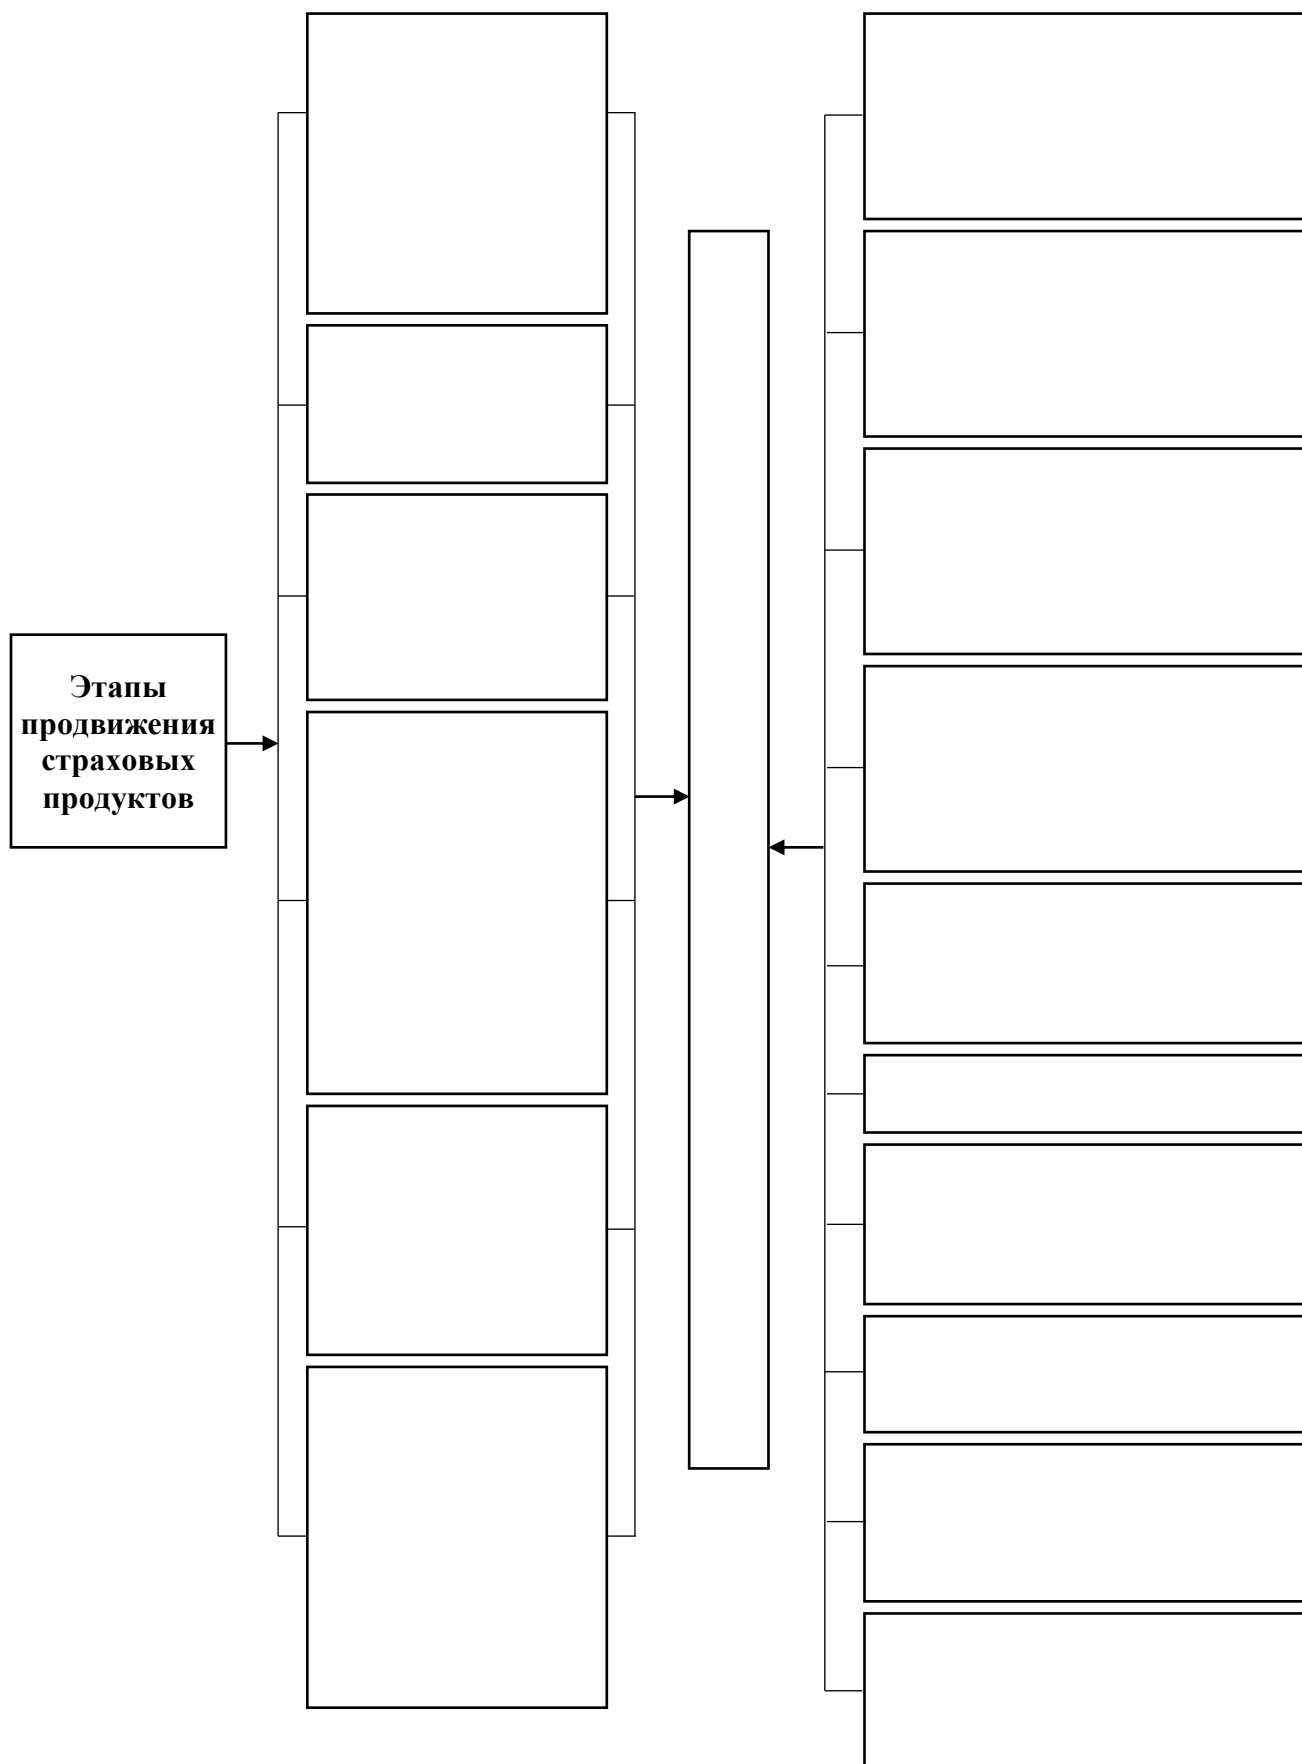 Этапы
продвижения
страховых
продуктов